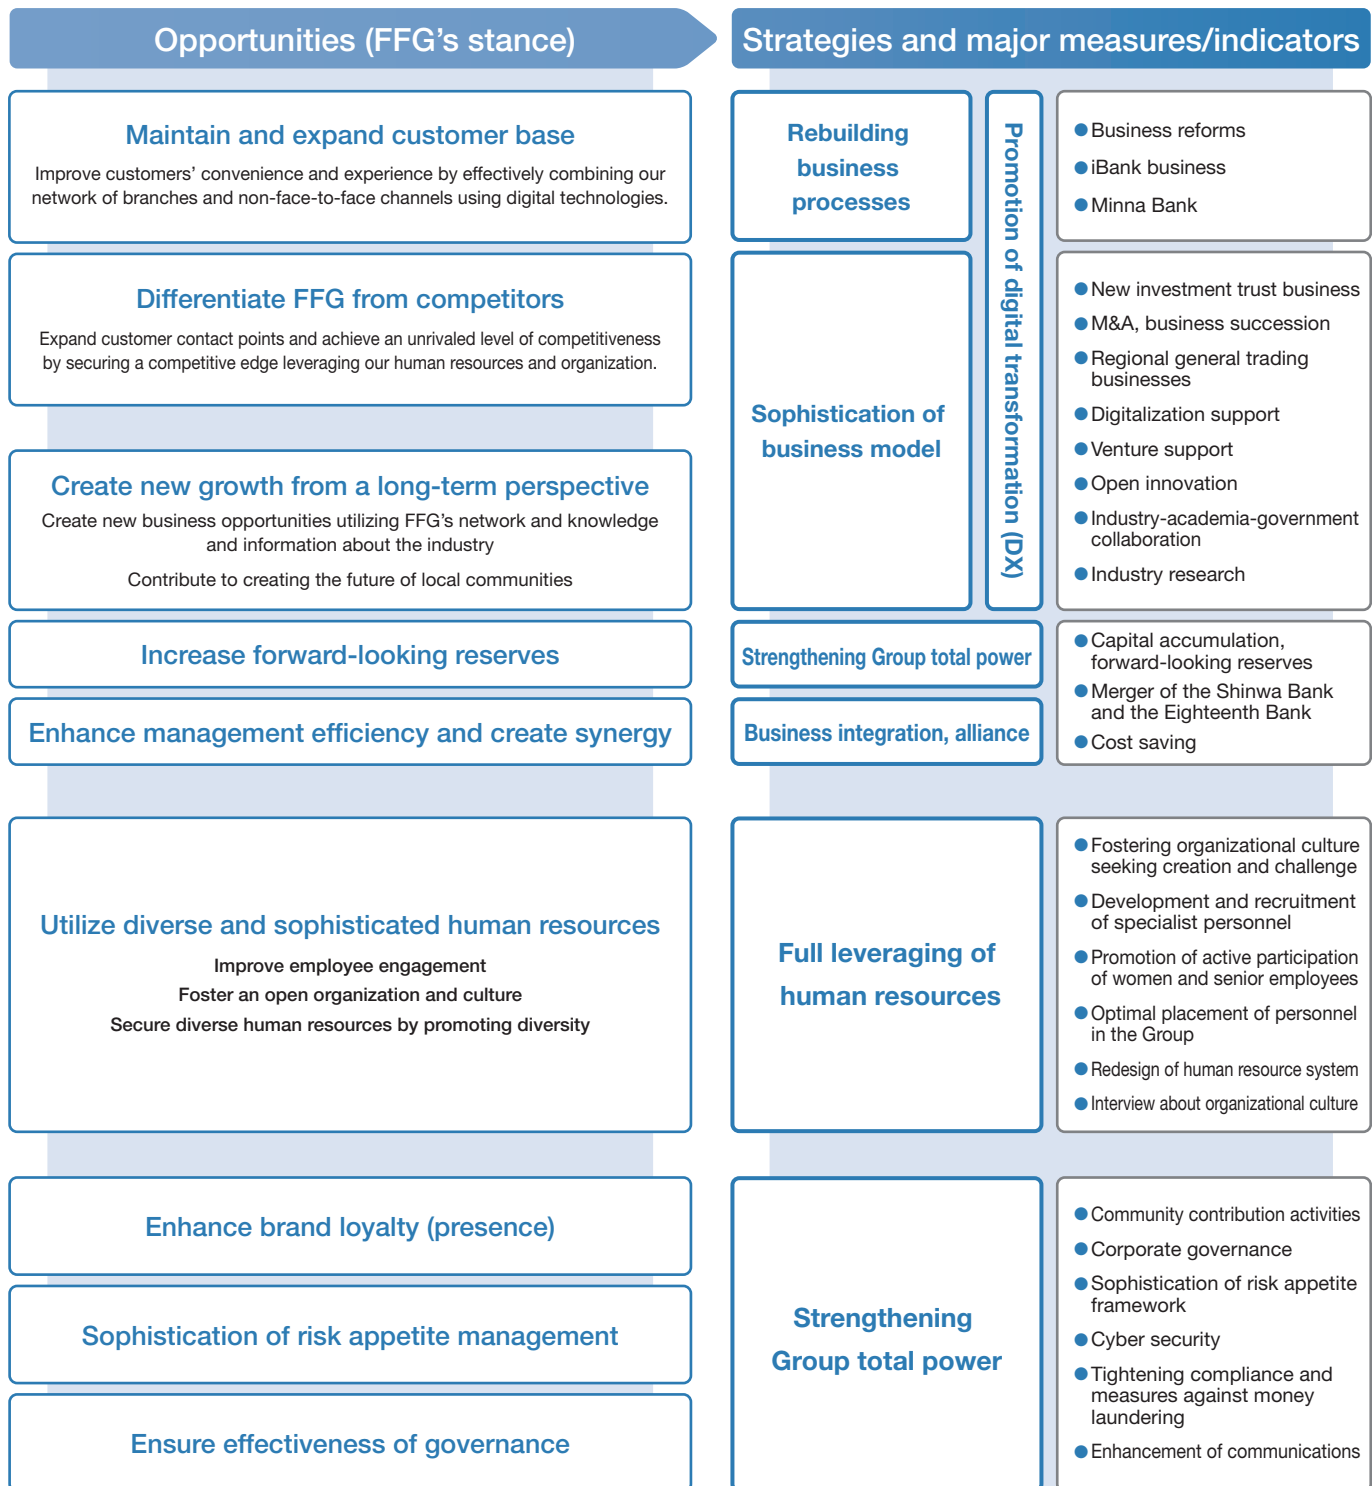 Opportunities (FFG's stance)
Strategies and major measures/indicators
Maintain and expand customer base
Improve customers' convenience and experience by effectively combining our
network of branches and non-face-to-face channels using digital technologies.
Differentiate FFG from competitors
Expand customer contact points and achieve an unrivaled level of competitiveness
by securing a competitive edge leveraging our human resources and organization.
Create new growth from a long-term perspective
Create new business opportunities utilizing FFG's network and knowledge
and information about the industry
Contribute to creating the future of local communities
Increase forward-looking reserves
Enhance management efficiency and create synergy
Utilize diverse and sophisticated human resources
Improve employee engagement
Foster an open organization and culture
Secure diverse human resources by promoting diversity
Enhance brand loyalty (presence)
Sophistication of risk appetite management
Ensure effectiveness of governance
Rebuilding
business
processes
Sophistication of
business model
Promotion of digital transformation (DX)
Strengthening Group total power
Business integration, alliance
Full leveraging of
human resources
Strengthening
Group total power
●Business reforms
●iBank business
●Minna Bank
●New investment trust business
●M&A, business succession
●Regional general trading
businesses
●Digitalization support
●Venture support
●Open innovation
●Industry-academia-government
collaboration
●Industry research
●Capital accumulation,
forward-looking reserves
●Merger of the Shinwa Bank
and the Eighteenth Bank
●Cost saving
●Fostering organizational culture
seeking creation and challenge
●Development and recruitment
of specialist personnel
●Promotion of active participation
of women and senior employees
●Optimal placement of personnel
in the Group
●Redesign of human resource system
●Interview about organizational culture
●Community contribution activities
●Corporate governance
●Sophistication of risk appetite
framework
●Cyber security
●Tightening compliance and
measures against money
laundering
●Enhancement of communications